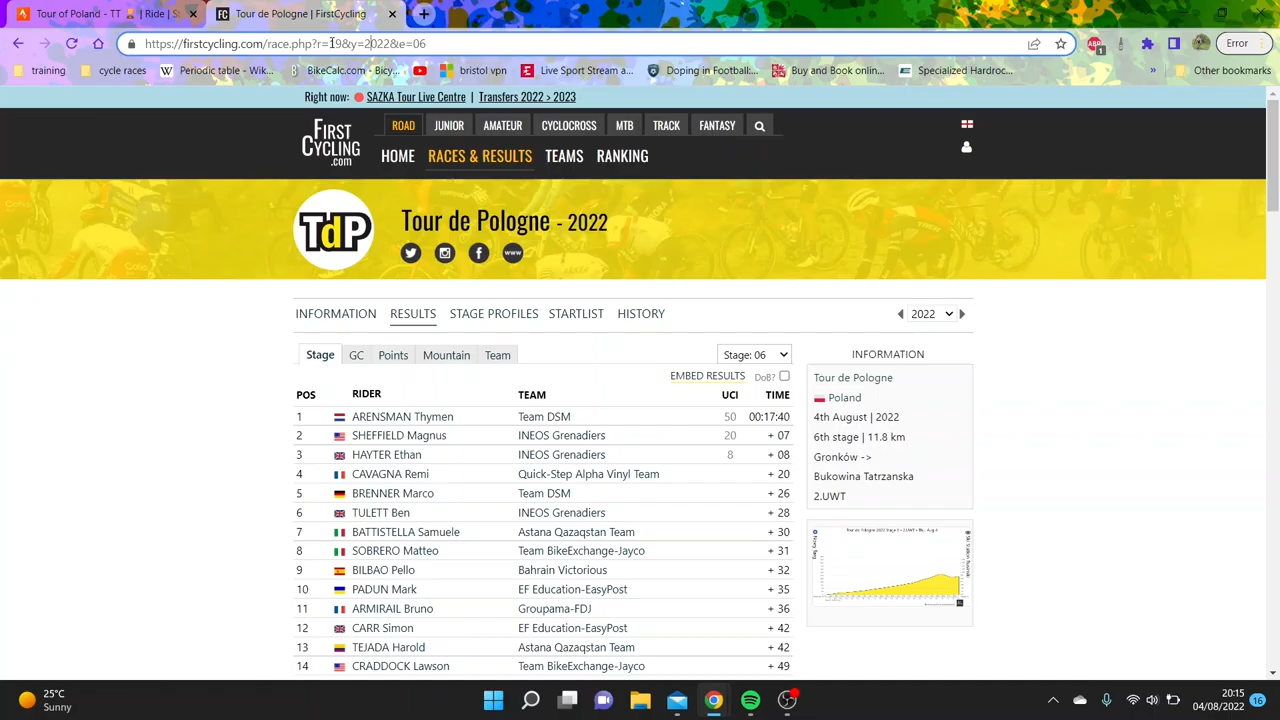 Tour of Poland - TT | Ride | S
Tour de Pologne | FirstCycling
https://firstcycling.com/race.php?r=19&y=2022&e=06
Error
training
cycle races
Periodic table - Wik...
BikeCalc.com - Bicy...
bristol vpn
Live Sport Stream a...
Doping in Football:...
Buy and Book onlin...
Specialized Hardroc...
»
Other bookmarks
Right now: SAZKA Tour Live Centre | Transfers 2022 > 2023
FIRST CYCLING .com
ROAD JUNIOR AMATEUR CYCLOCROSS MTB TRACK FANTASY
HOME RACES & RESULTS TEAMS RANKING
TdP
Tour de Pologne - 2022
www
INFORMATION RESULTS STAGE PROFILES STARTLIST HISTORY
2022
Stage GC Points Mountain Team
Stage: 06
EMBED RESULTS DoB?
POS RIDER TEAM UCI TIME
1 ARENSMAN Thymen Team DSM 50 00:17:40
2 SHEFFIELD Magnus INEOS Grenadiers 20 + 07
3 HAYTER Ethan INEOS Grenadiers 8 + 08
4 CAVAGNA Remi Quick-Step Alpha Vinyl Team + 20
5 BRENNER Marco Team DSM + 26
6 TULETT Ben INEOS Grenadiers + 28
7 BATTISTELLA Samuele Astana Qazaqstan Team + 30
8 SOBRERO Matteo Team BikeExchange-Jayco + 31
9 BILBAO Pello Bahrain Victorious + 32
10 PADUN Mark EF Education-EasyPost + 35
11 ARMIRAIL Bruno Groupama-FDJ + 36
12 CARR Simon EF Education-EasyPost + 42
13 TEJADA Harold Astana Qazaqstan Team + 42
14 CRADDOCK Lawson Team BikeExchange-Jayco + 49
INFORMATION
Tour de Pologne
Poland
4th August | 2022
6th stage | 11.8 km
Gronków ->
Bukowina Tatrzanska
2.UWT
25°C
Sunny
20:15
04/08/2022
16